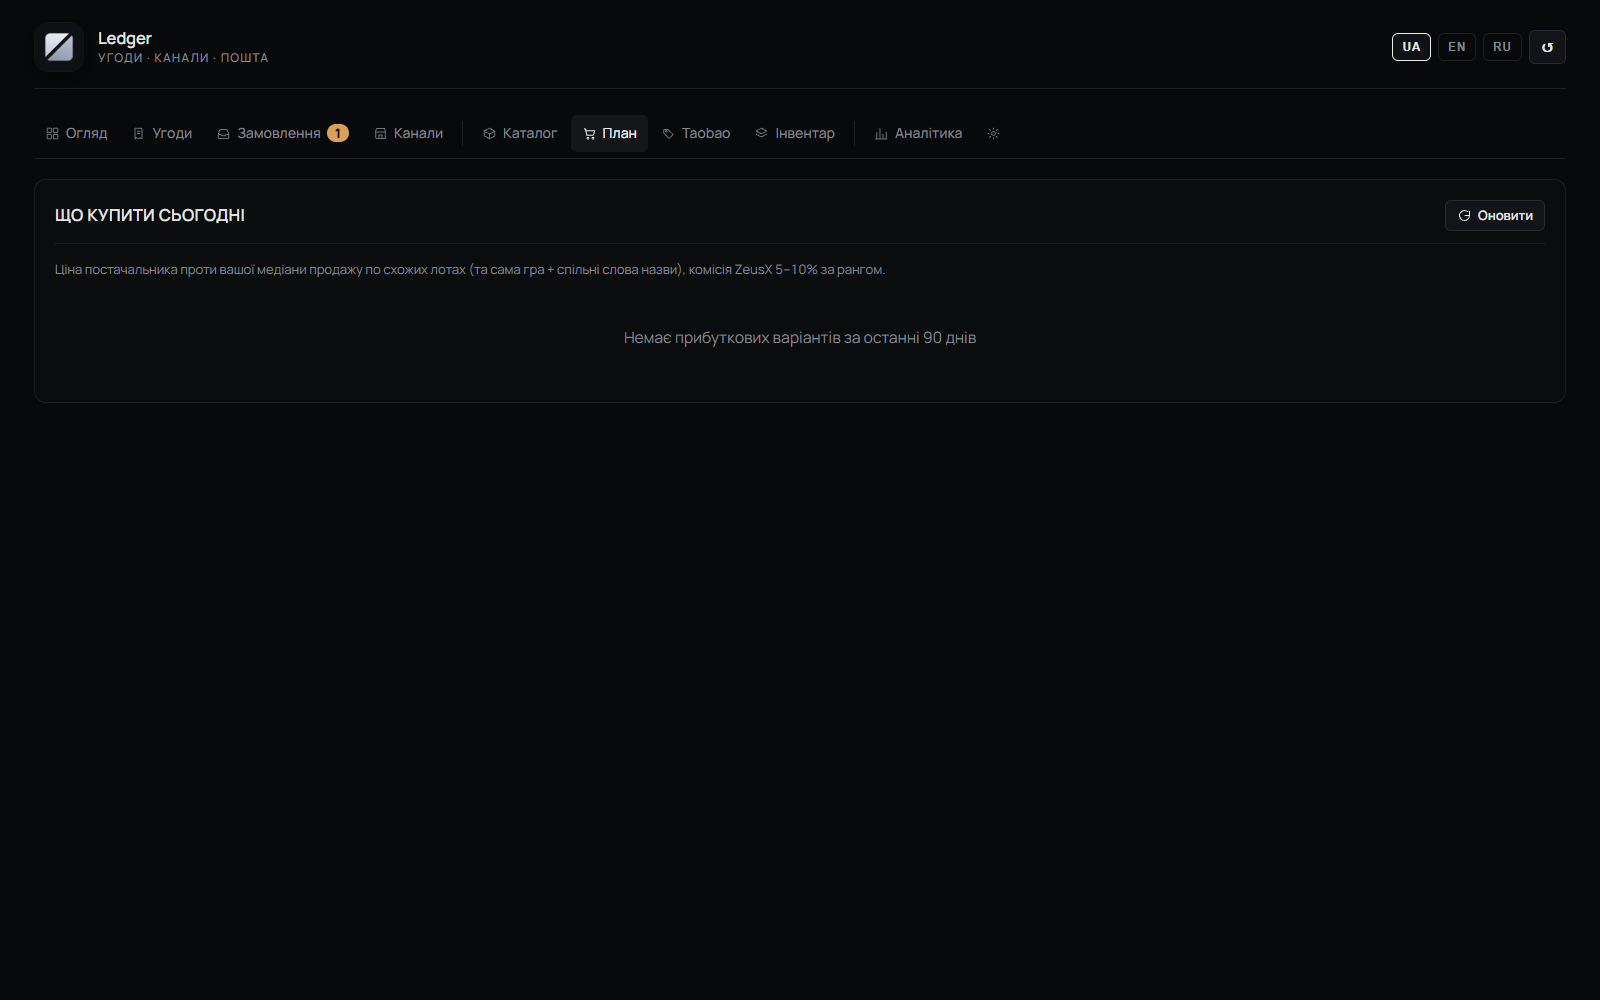 Ledger
УГОДИ · КАНАЛИ · ПОШТА
UA EN RU
Огляд Угоди Замовлення 1 Канали Каталог План Taobao Інвентар Аналітика
ЩО КУПИТИ СЬОГОДНІ
Оновити
Ціна постачальника проти вашої медіани продажу по схожих лотах (та сама гра + спільні слова назви), комісія ZeusX 5–10% за рангом.
Немає прибуткових варіантів за останні 90 днів